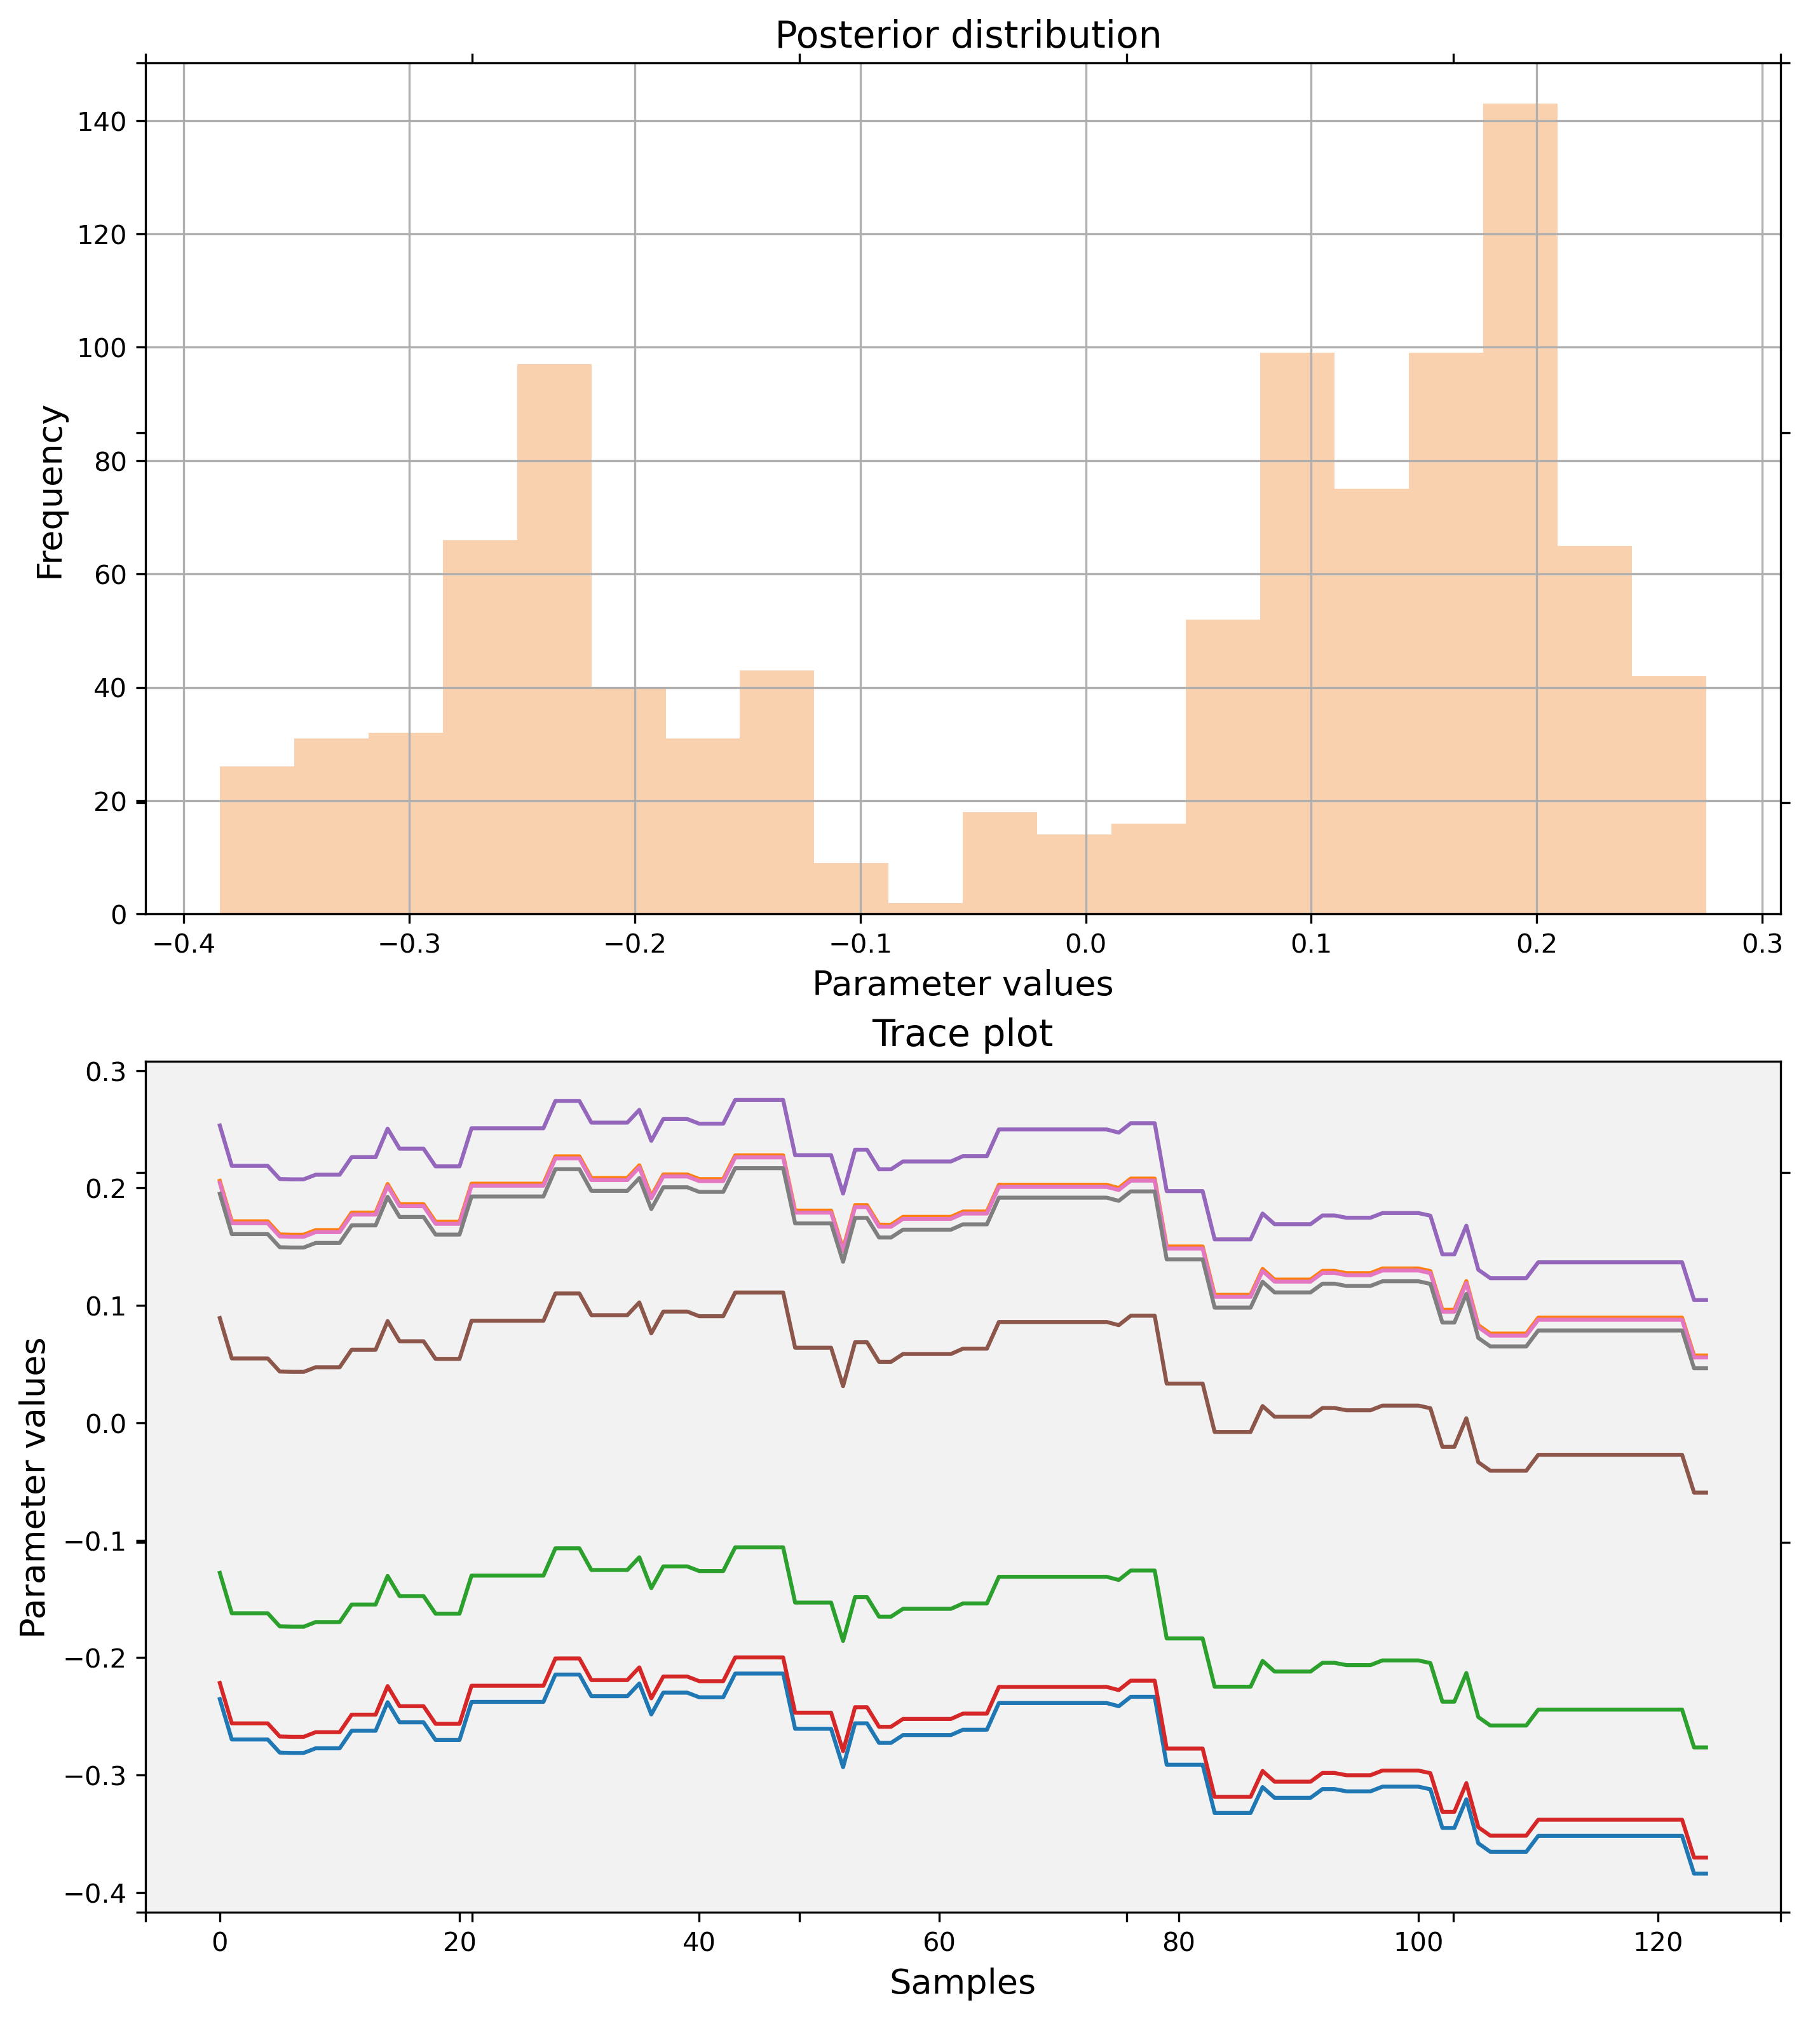 Posterior distribution
140
120
100
80
60
40
20
0
Frequency
−0.4 −0.3 −0.2 −0.1 0.0 0.1 0.2 0.3
Parameter values
Trace plot
0.3
0.2
0.1
0.0
−0.1
−0.2
−0.3
−0.4
Parameter values
0 20 40 60 80 100 120
Samples